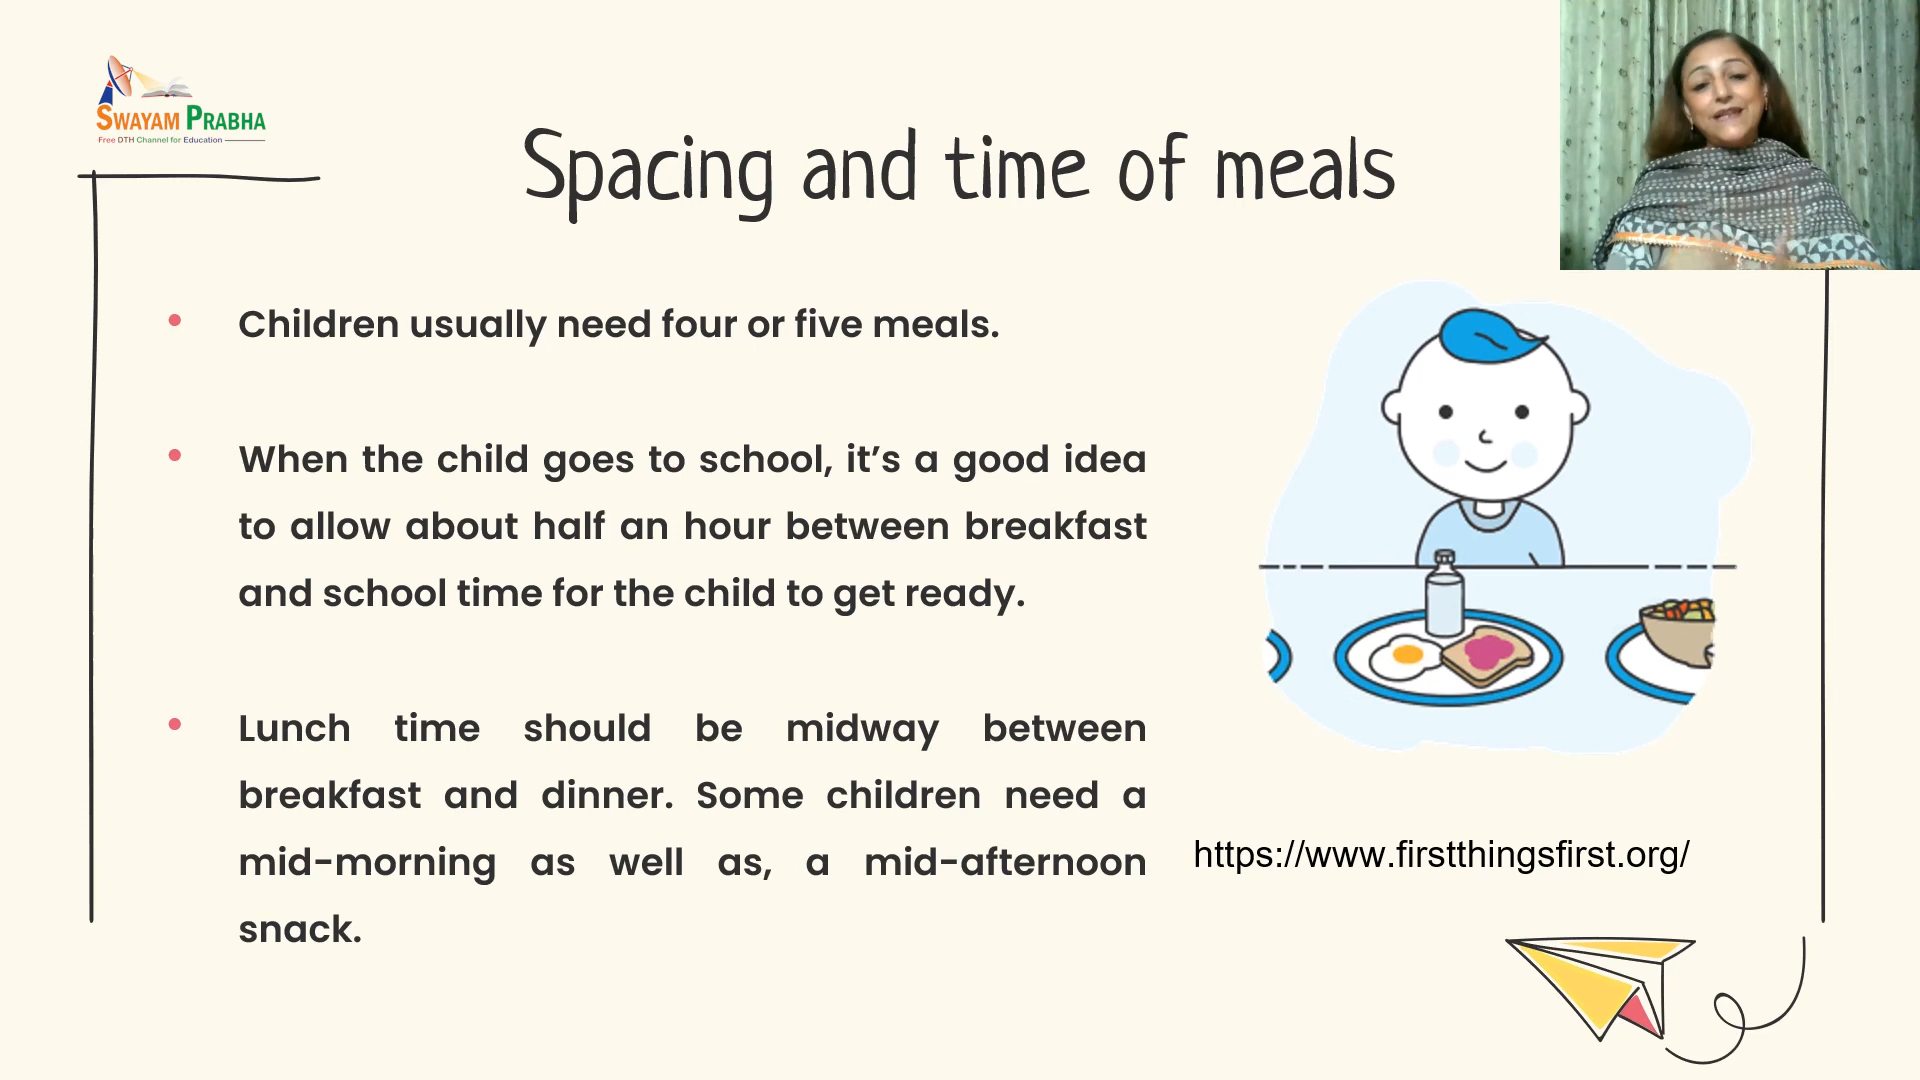 SWAYAM PRABHA
Free DTH Channel for Education
Spacing and time of meals
• Children usually need four or five meals.
• When the child goes to school, it’s a good idea
to allow about half an hour between breakfast
and school time for the child to get ready.
• Lunch time should be midway between
breakfast and dinner. Some children need a
mid-morning as well as, a mid-afternoon
snack.
https://www.firstthingsfirst.org/